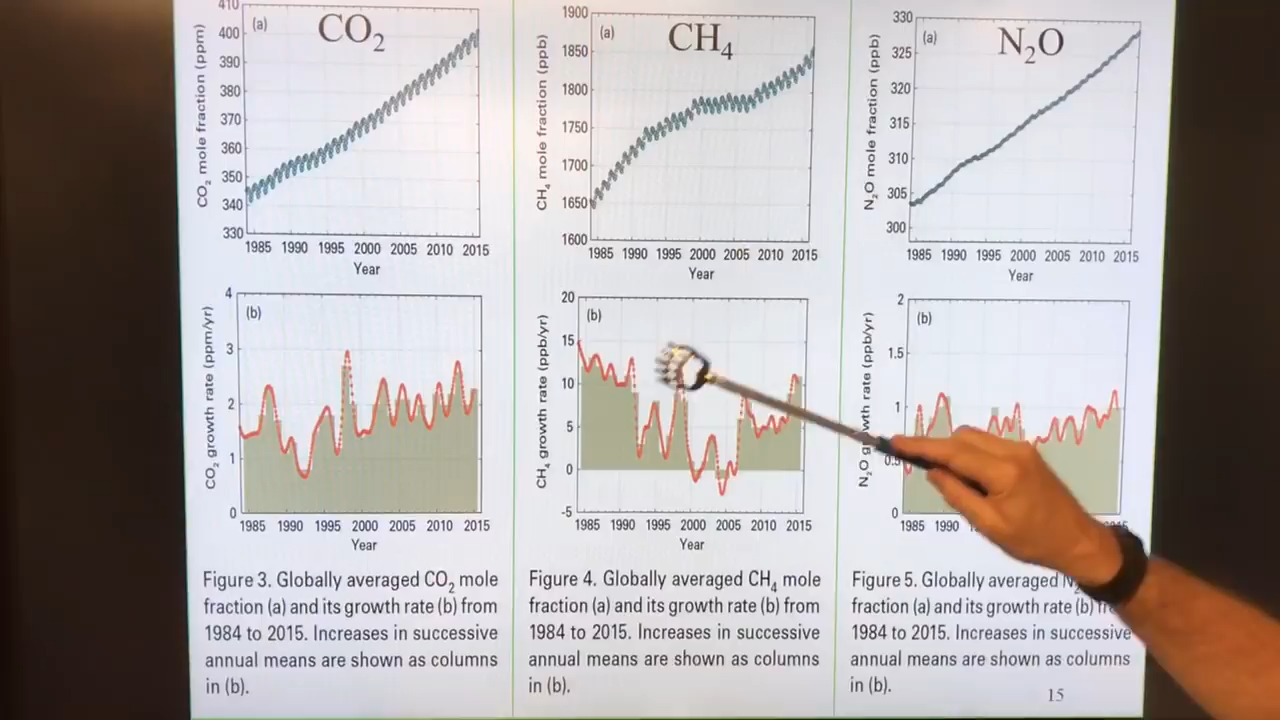 410
400
390
380
370
360
350
340
330
CO₂ mole fraction (ppm)
(a)
CO₂
1985 1990 1995 2000 2005 2010 2015
Year
1900
1850
1800
1750
1700
1650
1600
CH₄ mole fraction (ppb)
(a)
CH₄
1985 1990 1995 2000 2005 2010 2015
Year
330
325
320
315
310
305
300
N₂O mole fraction (ppb)
(a)
N₂O
1985 1990 1995 2000 2005 2010 2015
Year
4
3
2
1
0
CO₂ growth rate (ppm/yr)
(b)
1985 1990 1995 2000 2005 2010 2015
Year
20
15
10
5
0
-5
CH₄ growth rate (ppb/yr)
(b)
1985 1990 1995 2000 2005 2010 2015
Year
2
1.5
1
0.5
0
N₂O growth rate (ppb/yr)
(b)
1985 1990
Figure 3. Globally averaged CO₂ mole
fraction (a) and its growth rate (b) from
1984 to 2015. Increases in successive
annual means are shown as columns
in (b).
Figure 4. Globally averaged CH₄ mole
fraction (a) and its growth rate (b) from
1984 to 2015. Increases in successive
annual means are shown as columns
in (b).
Figure 5. Globally averaged
fraction (a) and its growth rate (b)
1984 to 2015. Increases in successive
annual means are shown as columns
in (b).
15